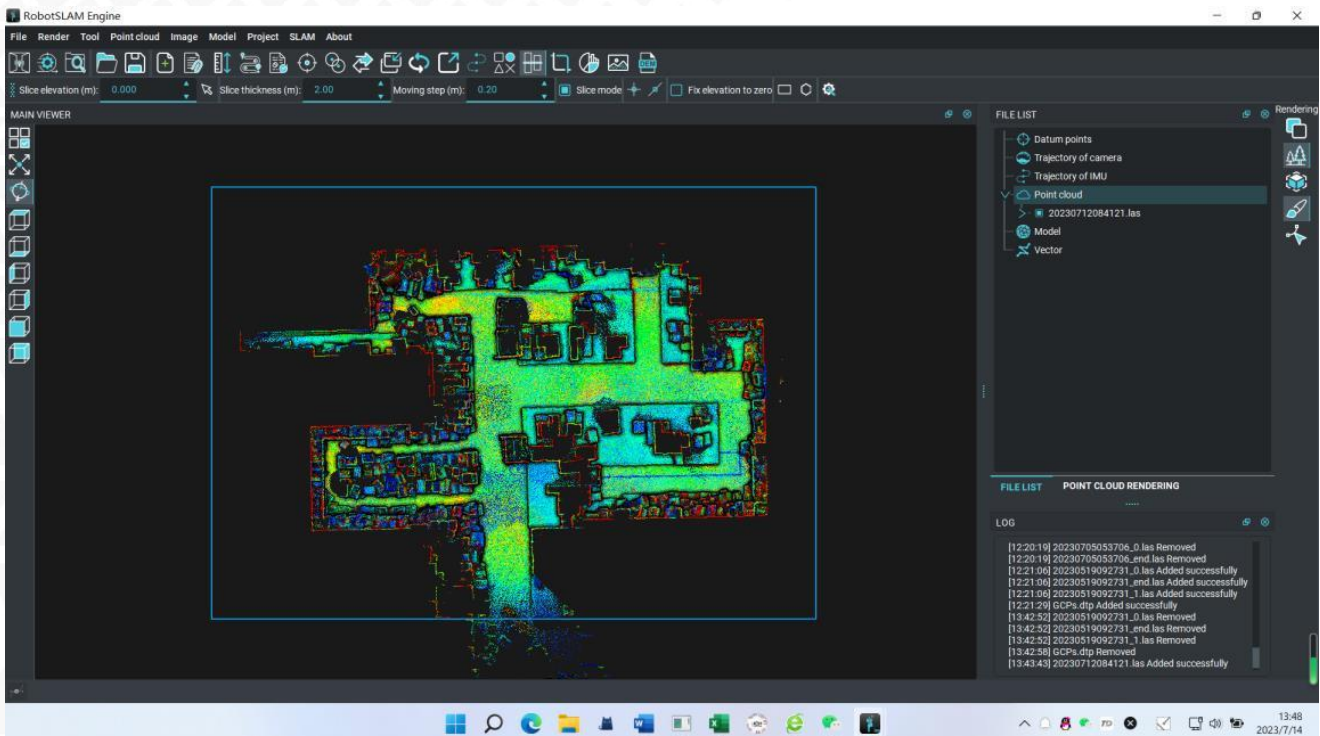 RobotSLAM Engine
File Render Tool Point cloud Image Model Project SLAM About
Slice elevation (m): 0.000 Slice thickness (m): 2.00 Moving step (m): 0.20 Slice mode Fix elevation to zero
MAIN VIEWER
FILE LIST
Rendering
Datum points
Trajectory of camera
Trajectory of IMU
Point cloud
20230712084121.las
Model
Vector
FILE LIST POINT CLOUD RENDERING
LOG
[12:20:19] 20230705053706_0.las Removed
[12:20:19] 20230705053706_end.las Removed
[12:21:06] 20230519092731_0.las Added successfully
[12:21:06] 20230519092731_end.las Added successfully
[12:21:06] 20230519092731_1.las Added successfully
[12:21:29] GCPs.dtp Added successfully
[13:42:52] 20230519092731_0.las Removed
[13:42:52] 20230519092731_end.las Removed
[13:42:52] 20230519092731_1.las Removed
[13:42:58] GCPs.dtp Removed
[13:43:43] 20230712084121.las Added successfully
13:48
2023/7/14